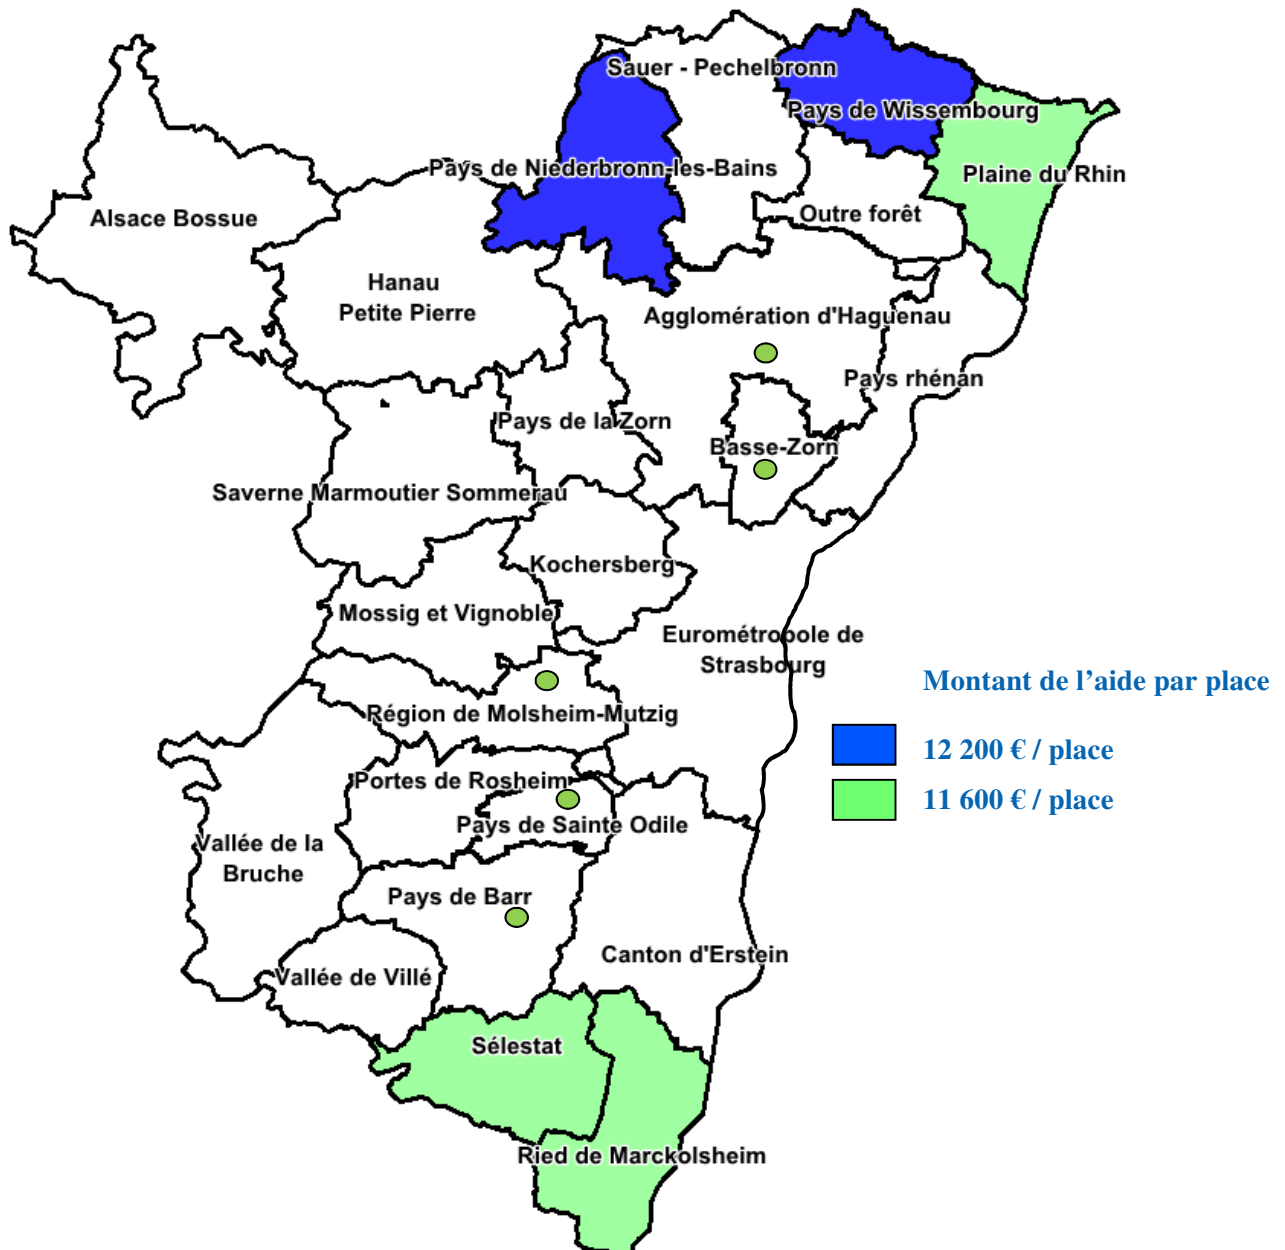 Sauer - Pechelbronn
Pays de Wissembourg
Pays de Niederbronn-les-Bains
Plaine du Rhin
Alsace Bossue
Outre forêt
Hanau
Petite Pierre
Agglomération d'Haguenau
Pays rhénan
Pays de la Zorn
Basse-Zorn
Saverne Marmoutier Sommerau
Kochersberg
Mossig et Vignoble
Eurométropole de
Strasbourg
Montant de l'aide par place
Région de Molsheim-Mutzig
12 200 € / place
Portes de Rosheim
11 600 € / place
Pays de Sainte Odile
Vallée de la
Bruche
Pays de Barr
Canton d'Erstein
Vallée de Villé
Sélestat
Ried de Marckolsheim